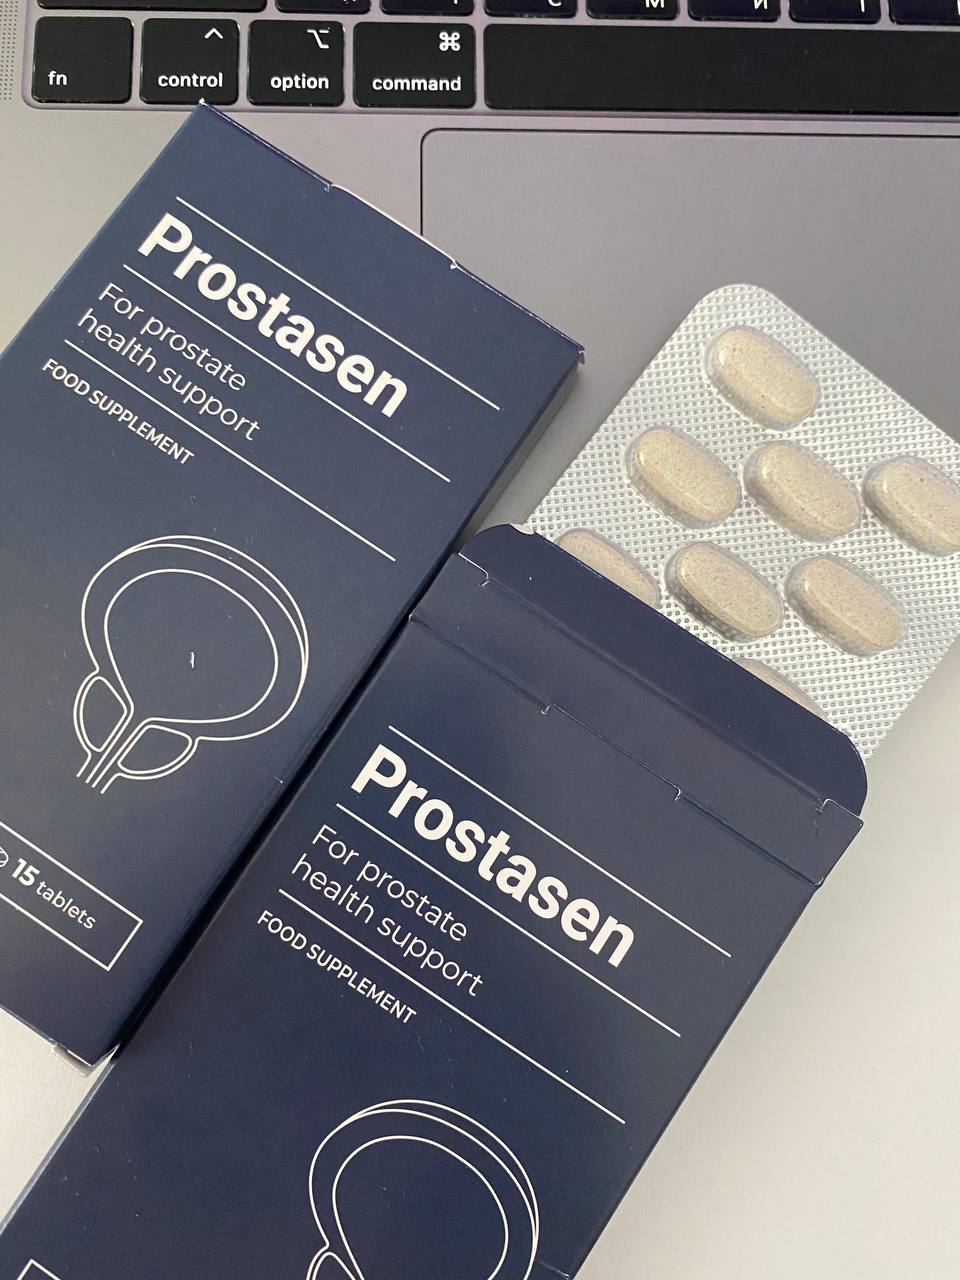 ^
⌥
⌘
fn
control
option
command
Prostasen
For prostate
health support
FOOD SUPPLEMENT
15 tablets
Prostasen
For prostate
health support
FOOD SUPPLEMENT